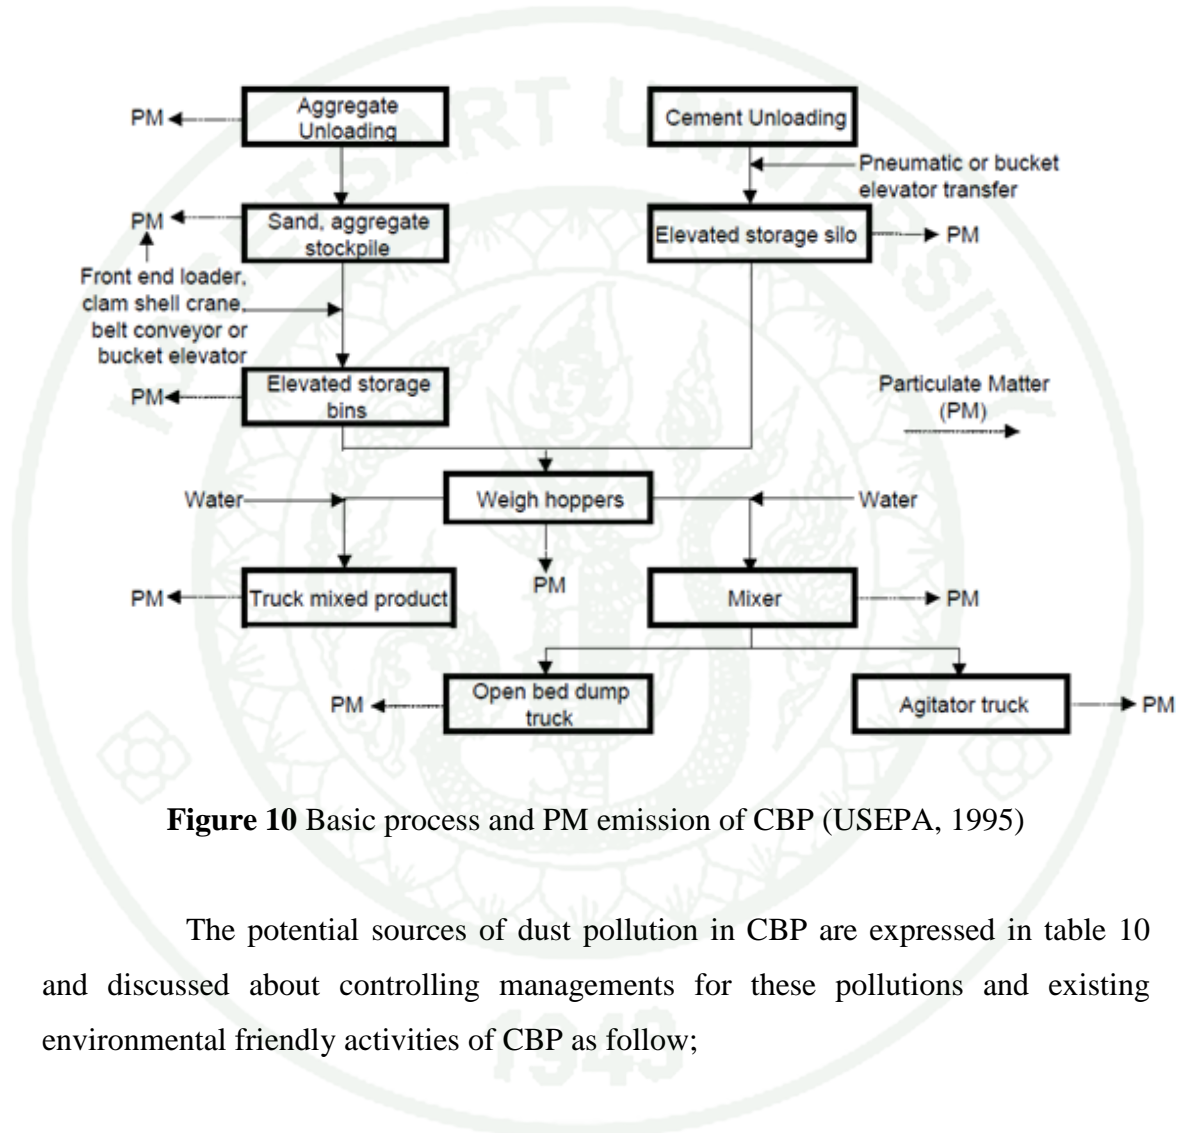 PM
Aggregate
Unloading
Cement Unloading
Pneumatic or bucket
elevator transfer
PM
Sand, aggregate
stockpile
Elevated storage silo
PM
Front end loader,
clam shell crane,
belt conveyor or
bucket elevator
PM
Elevated storage
bins
Particulate Matter
(PM)
Water
Weigh hoppers
Water
PM
PM
Truck mixed product
Mixer
PM
PM
Open bed dump
truck
Agitator truck
PM
Figure 10 Basic process and PM emission of CBP (USEPA, 1995)
The potential sources of dust pollution in CBP are expressed in table 10
and discussed about controlling managements for these pollutions and existing
environmental friendly activities of CBP as follow;
KASETSART UNIVERSITY
1943